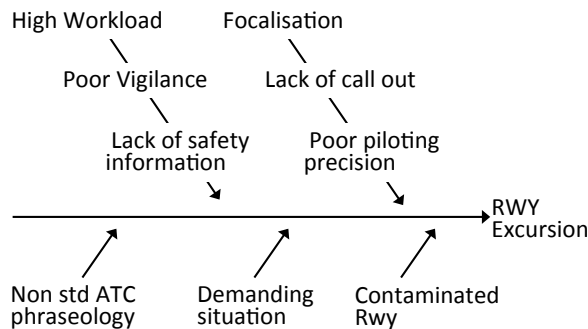 High Workload
Focalisation
Poor Vigilance
Lack of call out
Lack of safety
information
Poor piloting
precision
RWY
Excursion
Non std ATC
phraseology
Demanding
situation
Contaminated
Rwy